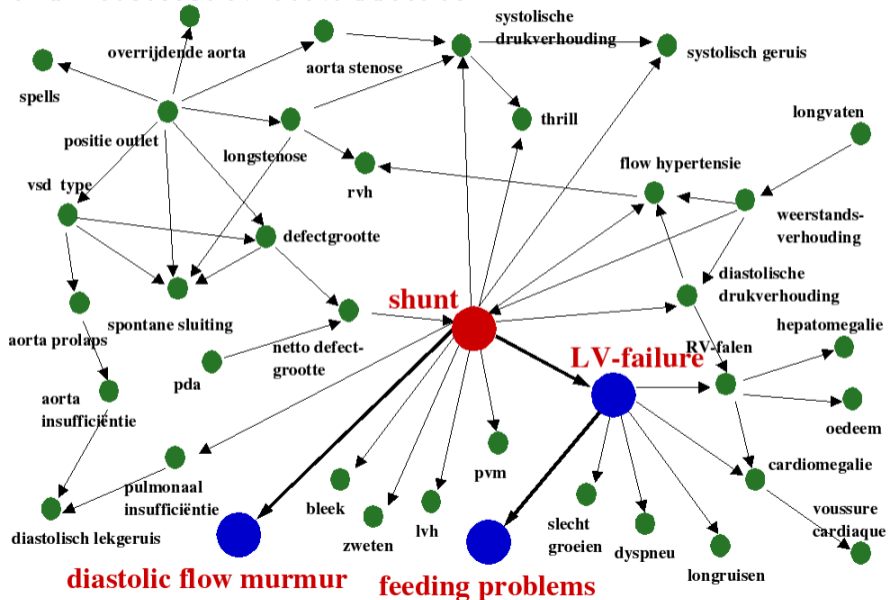 systolische
drukverhouding
overrijdende aorta
systolisch geruis
aorta stenose
spells
longvaten
thrill
positie outlet
longstenose
flow hypertensie
vsd type
rvh
weerstands-
verhouding
defectgrootte
diastolische
drukverhouding
shunt
spontane sluiting
hepatomegalie
aorta prolaps
netto defect-
grootte
RV-falen
LV-failure
pda
aorta
insufficiëntie
oedeem
cardiomegalie
pvm
pulmonaal
insufficiëntie
bleek
voussure
cardiaque
slecht
groeien
lvh
diastolisch lekgeruis
zweten
dyspneu
longruisen
diastolic flow murmur
feeding problems